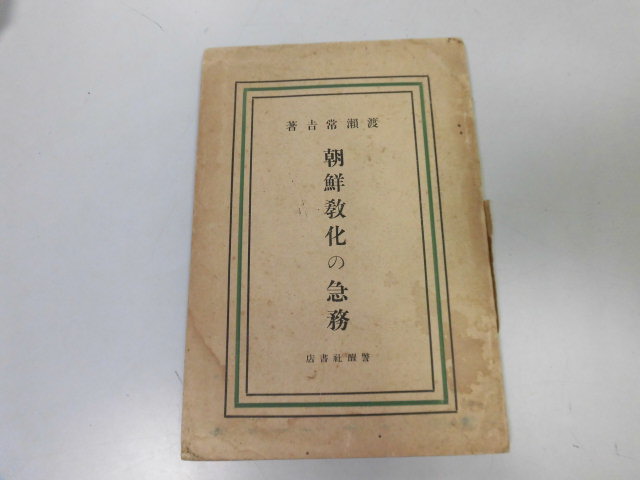 渡瀬常吉著
朝鮮教化の急務
警醒社書店